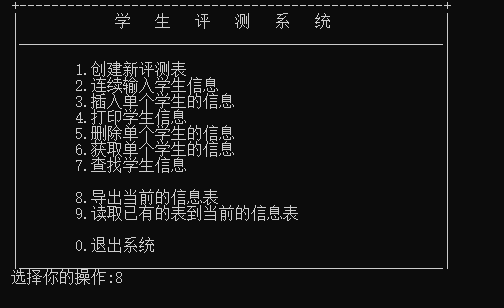 学 生 评 测 系 统
1.创建新评测表
2.连续输入学生信息
3.插入单个学生的信息
4.打印学生信息
5.删除单个学生的信息
6.获取单个学生的信息
7.查找学生信息
8.导出当前的信息表
9.读取已有的表到当前的信息表
0.退出系统
选择你的操作:8